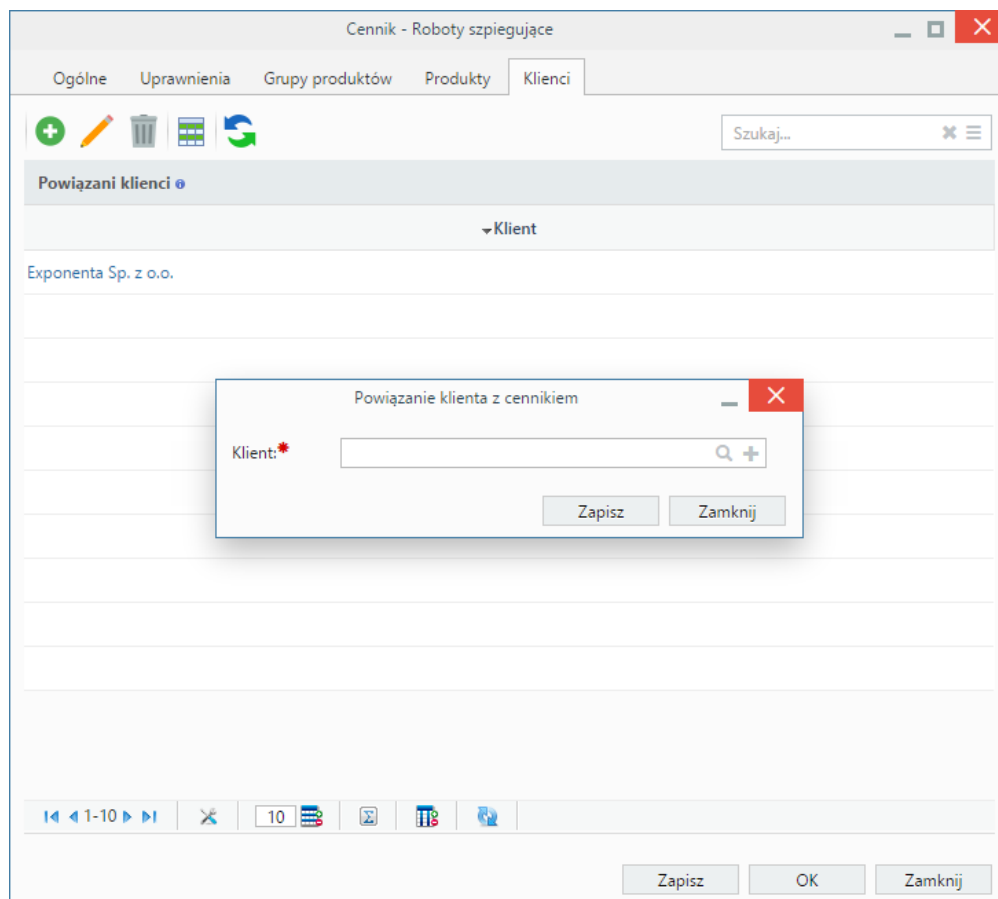 Cennik - Roboty szpiegujące
Ogólne Uprawnienia Grupy produktów Produkty Klienci
Szukaj...
Powiązani klienci
Klient
Exponenta Sp. z o.o.
Powiązanie klienta z cennikiem
Klient:
Zapisz Zamknij
1-10 10
Zapisz OK Zamknij